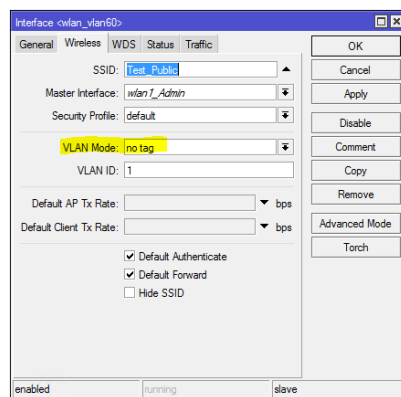 Interface <wlan_vlan60>
General Wireless WDS Status Traffic
SSID: Test_Public
Master Interface: wlan1_Admin
Security Profile: default
VLAN Mode: no tag
VLAN ID: 1
Default AP Tx Rate: bps
Default Client Tx Rate: bps
Default Authenticate
Default Forward
Hide SSID
OK
Cancel
Apply
Disable
Comment
Copy
Remove
Advanced Mode
Torch
enabled running slave